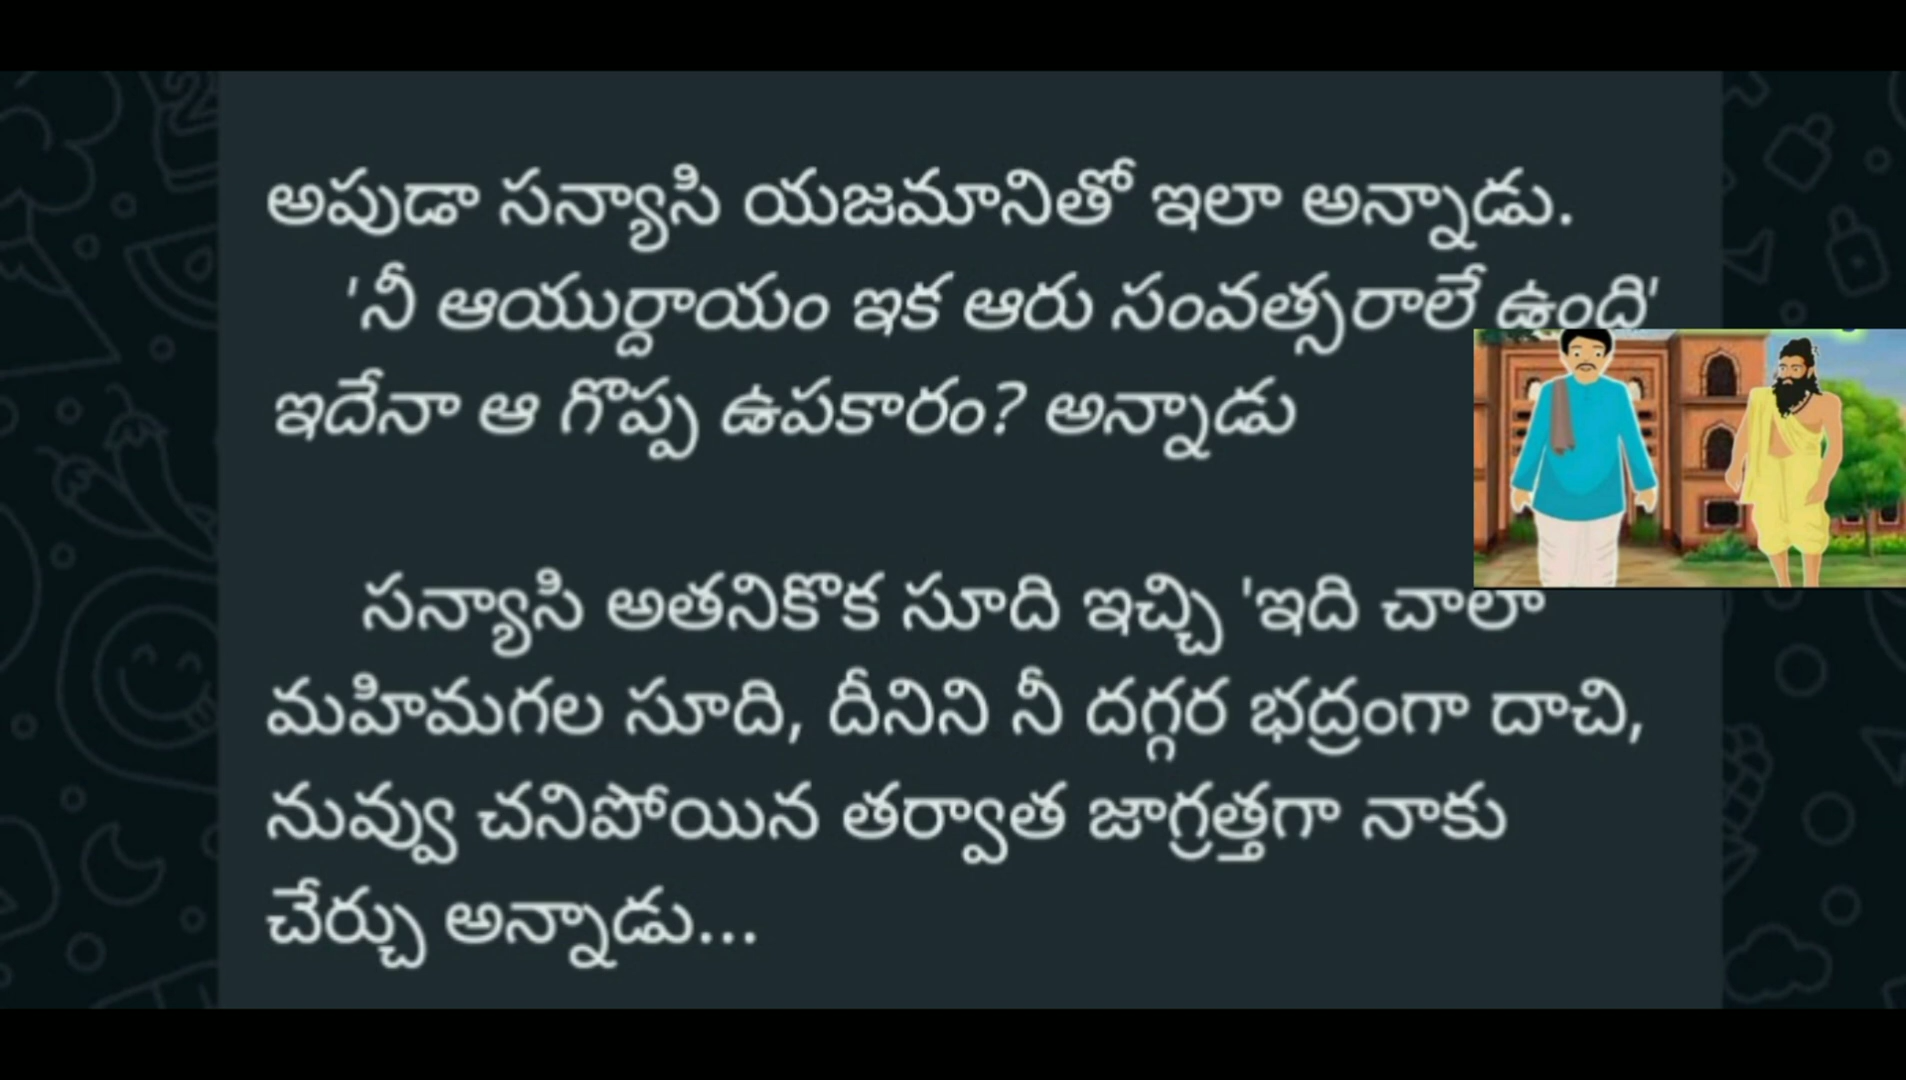 అపుడా సన్యాసి యజమానితో ఇలా అన్నాడు.
'నీ ఆయుర్దాయం ఇక ఆరు సంవత్సరాలే ఉంది'
ఇదేనా ఆ గొప్ప ఉపకారం? అన్నాడు
సన్యాసి అతనికొక సూది ఇచ్చి 'ఇది చాలా
మహిమగల సూది, దీనిని నీ దగ్గర భద్రంగా దాచి,
నువ్వు చనిపోయిన తర్వాత జాగ్రత్తగా నాకు
చేర్చు అన్నాడు...